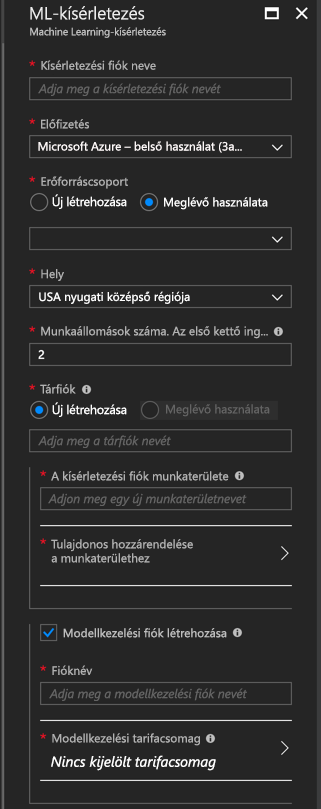 ML-kísérletezés
Machine Learning-kísérletezés
* Kísérletezési fiók neve
Adja meg a kísérletezési fiók nevét
* Előfizetés
Microsoft Azure – belső használat (3a...
* Erőforráscsoport
Új létrehozása Meglévő használata
* Hely
USA nyugati középső régiója
* Munkaállomások száma. Az első kettő ing...
2
* Tárfiók
Új létrehozása Meglévő használata
Adja meg a tárfiók nevét
* A kísérletezési fiók munkaterülete
Adjon meg egy új munkaterületnevet
* Tulajdonos hozzárendelése
a munkaterülethez
Modellkezelési fiók létrehozása
* Fióknév
Adja meg a modellkezelési fiók nevét
* Modellkezelési tarifacsomag
Nincs kijelölt tarifacsomag